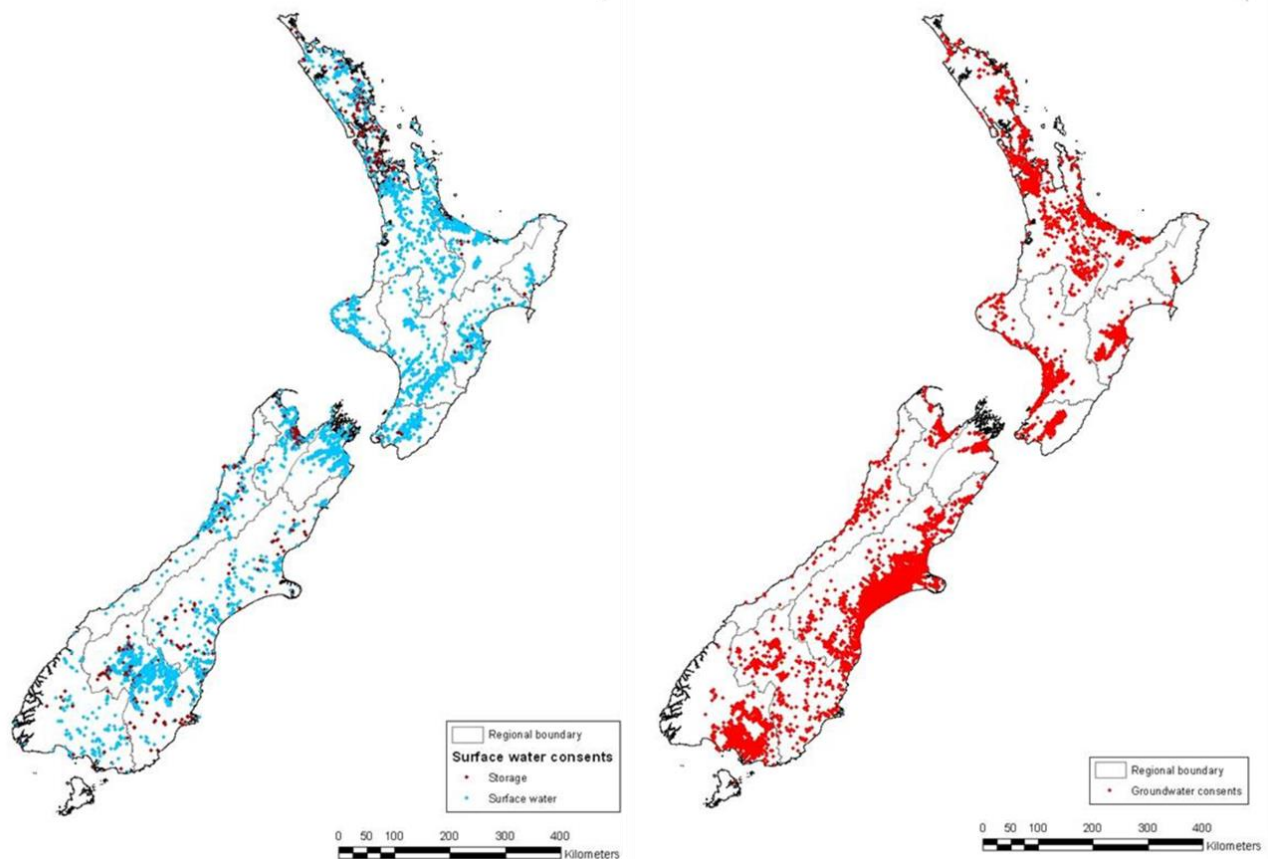 Regional boundary
Surface water consents
Storage
Surface water
0 50 100 200 300 400
Kilometers
Regional boundary
Groundwater consents
0 50 100 200 300 400
Kilometers